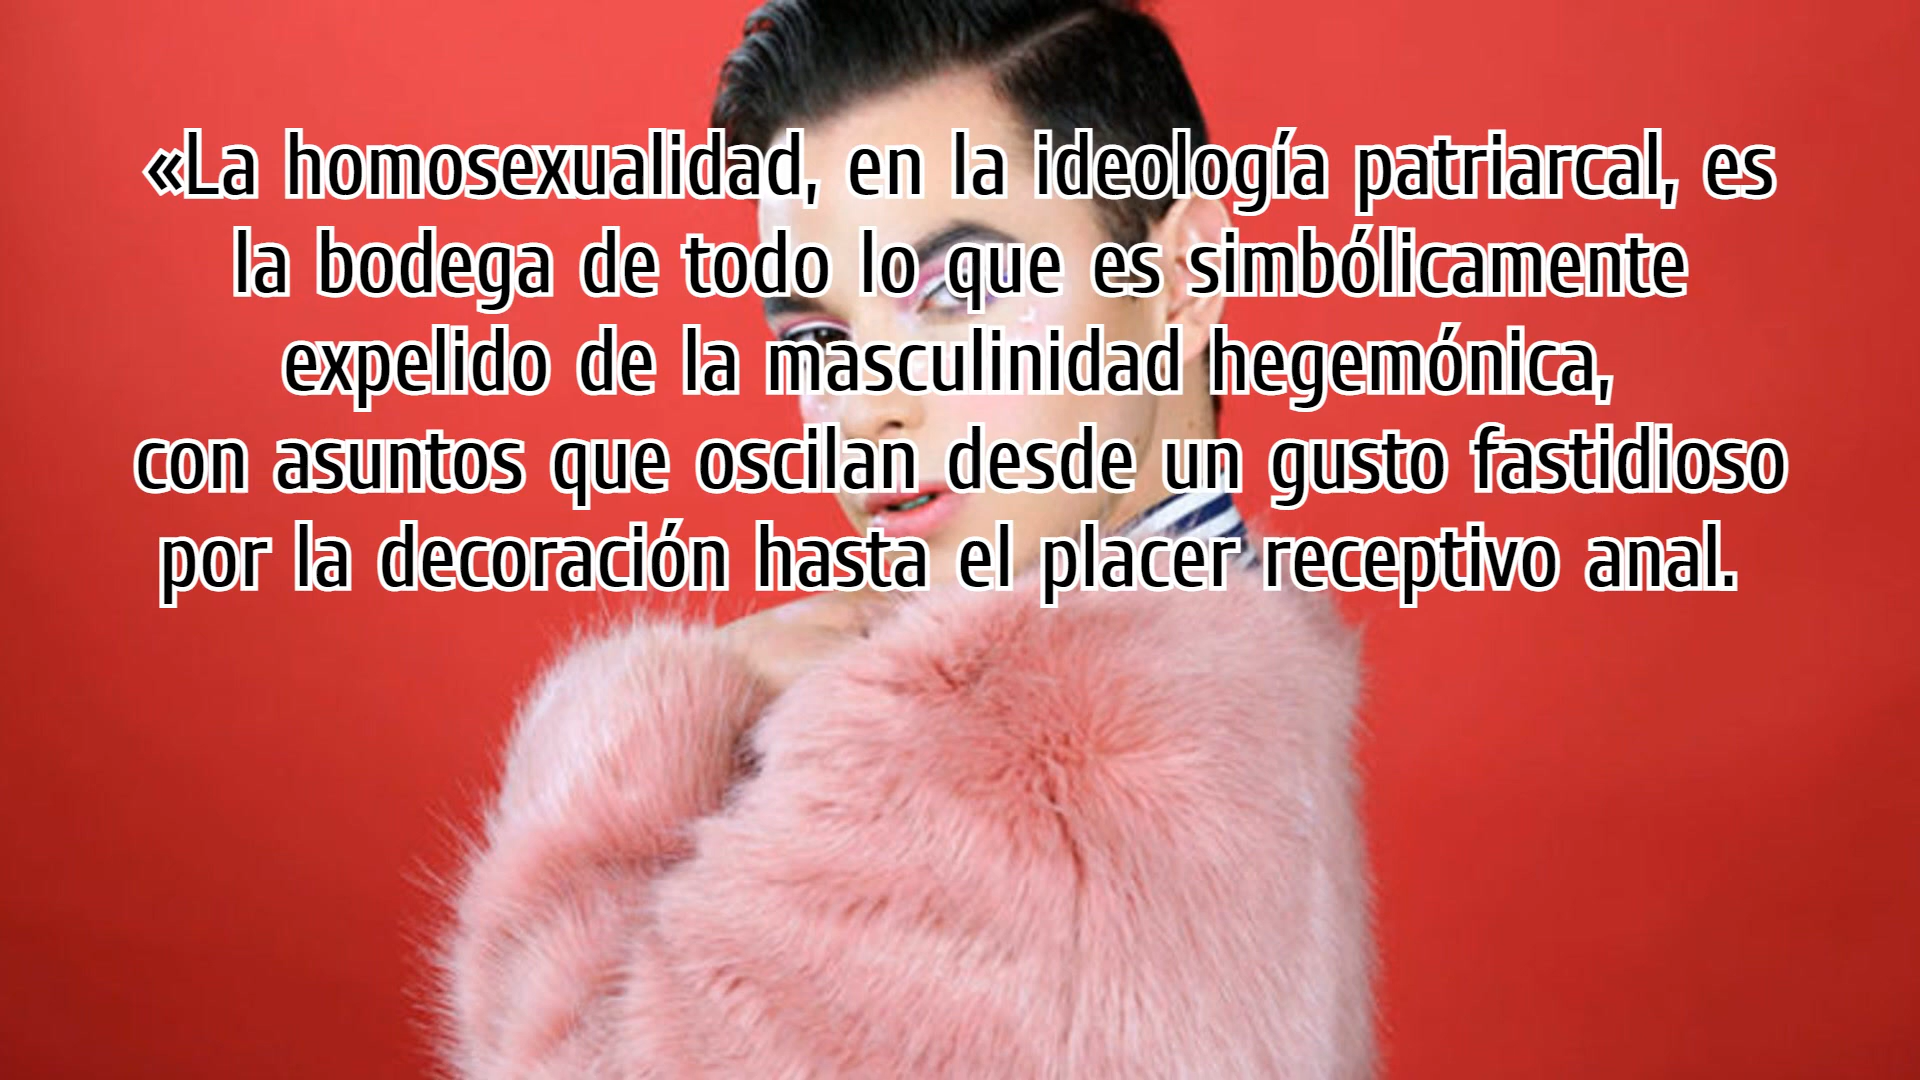 «La homosexualidad, en la ideología patriarcal, es
la bodega de todo lo que es simbólicamente
expelido de la masculinidad hegemónica,
con asuntos que oscilan desde un gusto fastidioso
por la decoración hasta el placer receptivo anal.